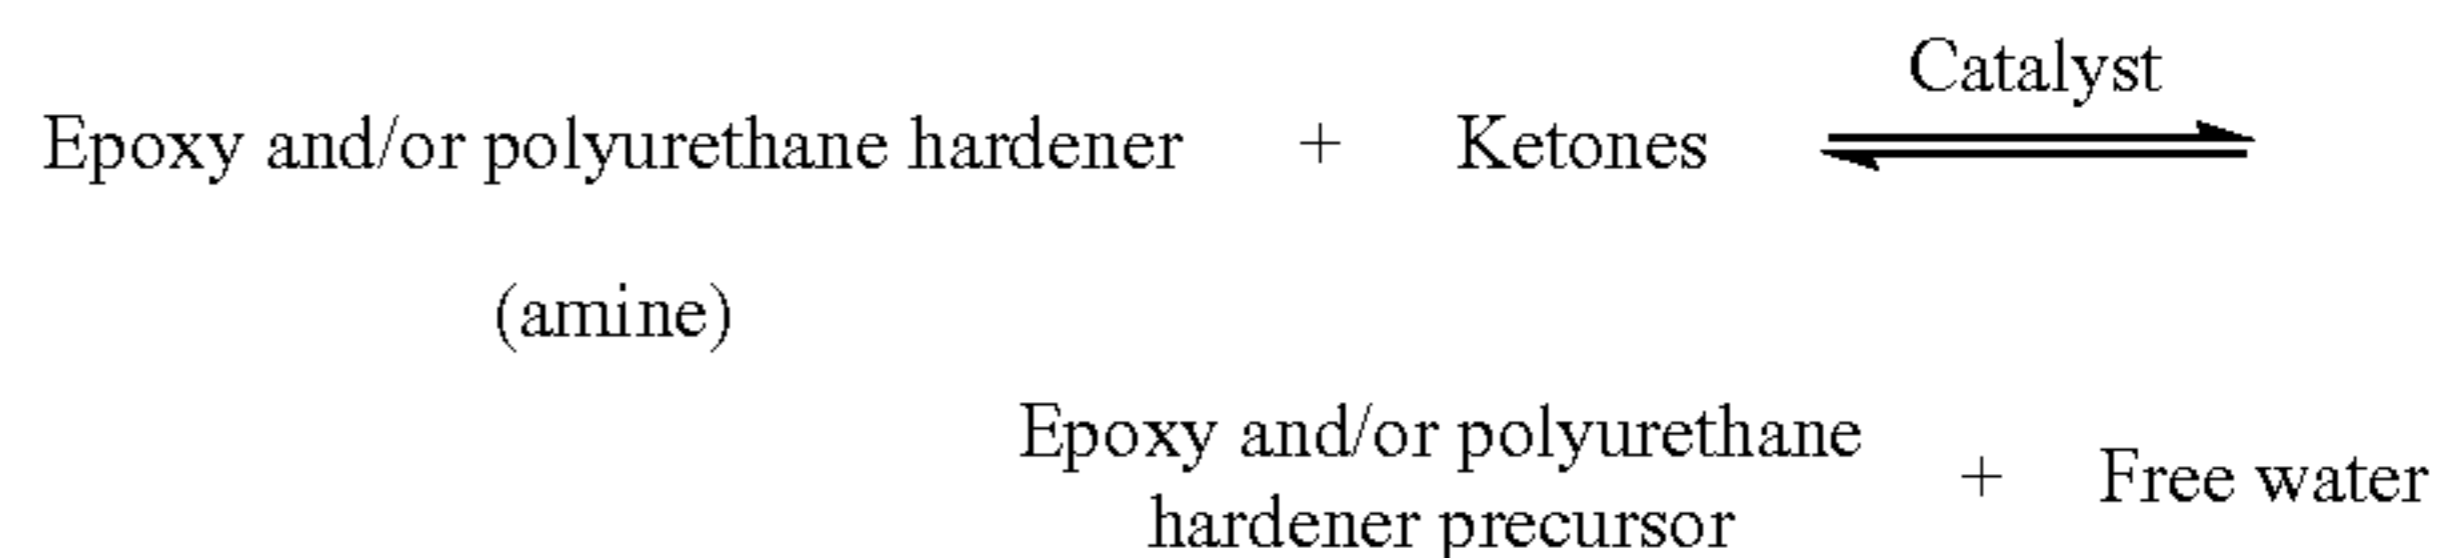 Catalyst
Epoxy and/or polyurethane hardener + Ketones
(amine)
Epoxy and/or polyurethane
hardener precursor + Free water